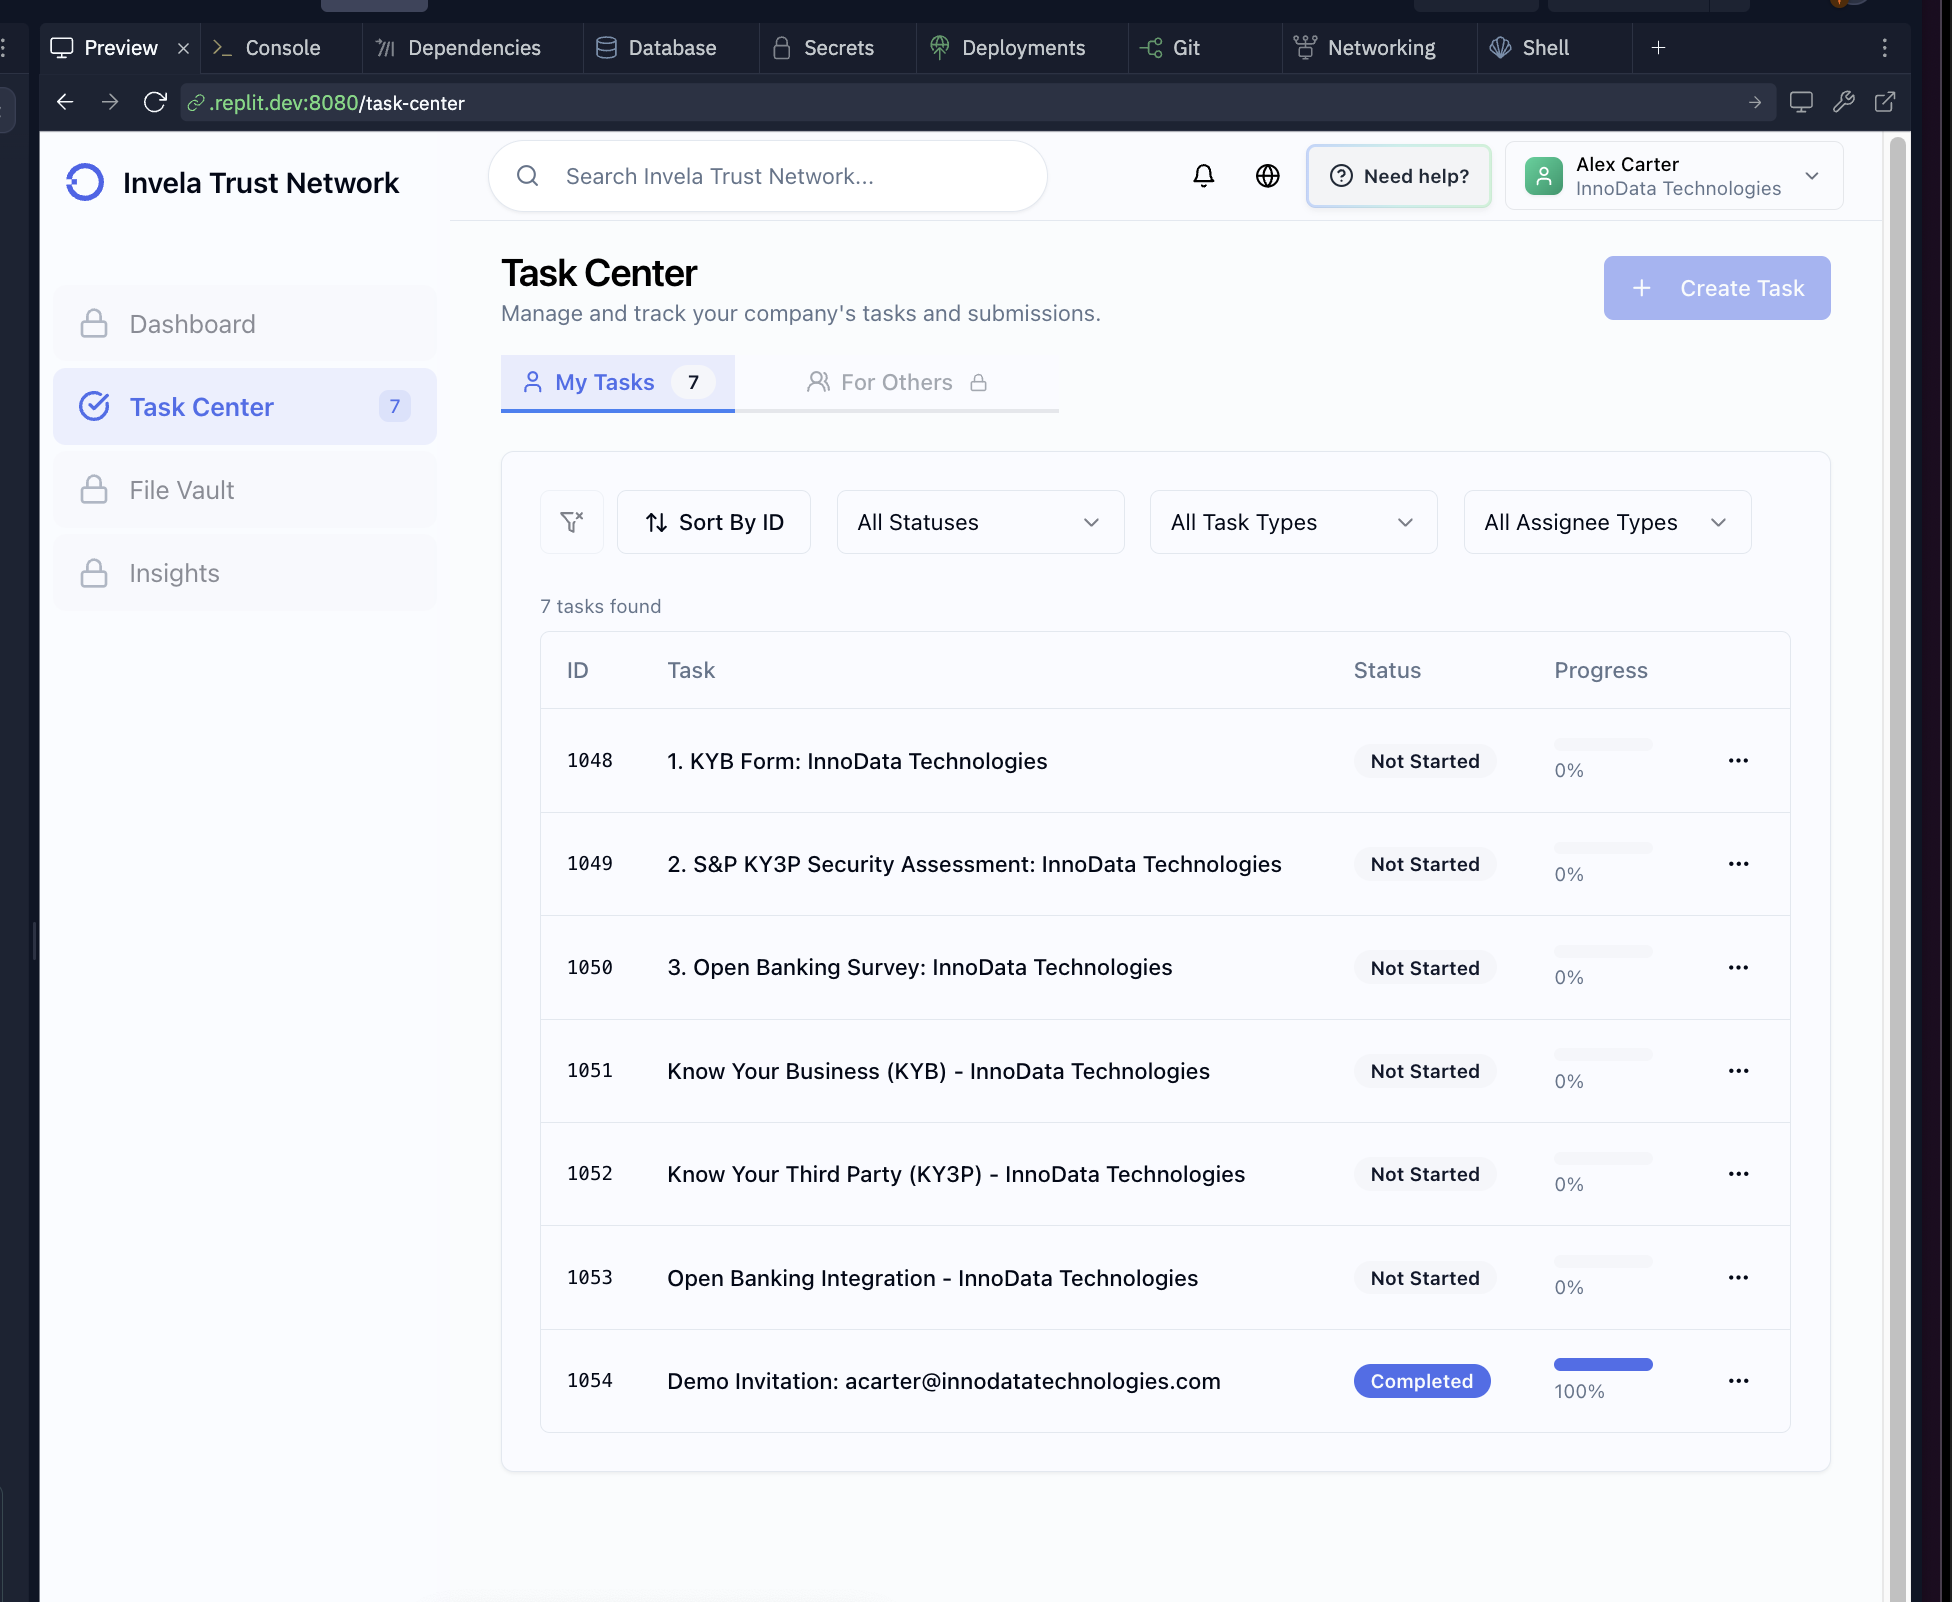 Preview
Console
Dependencies
Database
Secrets
Deployments
Git
Networking
Shell
.replit.dev:8080/task-center
Invela Trust Network
Search Invela Trust Network...
Need help?
Alex Carter
InnoData Technologies
Dashboard
Task Center 7
File Vault
Insights
Task Center
Manage and track your company's tasks and submissions.
+ Create Task
My Tasks 7
For Others
Sort By ID
All Statuses
All Task Types
All Assignee Types
7 tasks found
ID Task Status Progress
1048 1. KYB Form: InnoData Technologies Not Started 0%
1049 2. S&P KY3P Security Assessment: InnoData Technologies Not Started 0%
1050 3. Open Banking Survey: InnoData Technologies Not Started 0%
1051 Know Your Business (KYB) - InnoData Technologies Not Started 0%
1052 Know Your Third Party (KY3P) - InnoData Technologies Not Started 0%
1053 Open Banking Integration - InnoData Technologies Not Started 0%
1054 Demo Invitation: acarter@innodatatechnologies.com Completed 100%